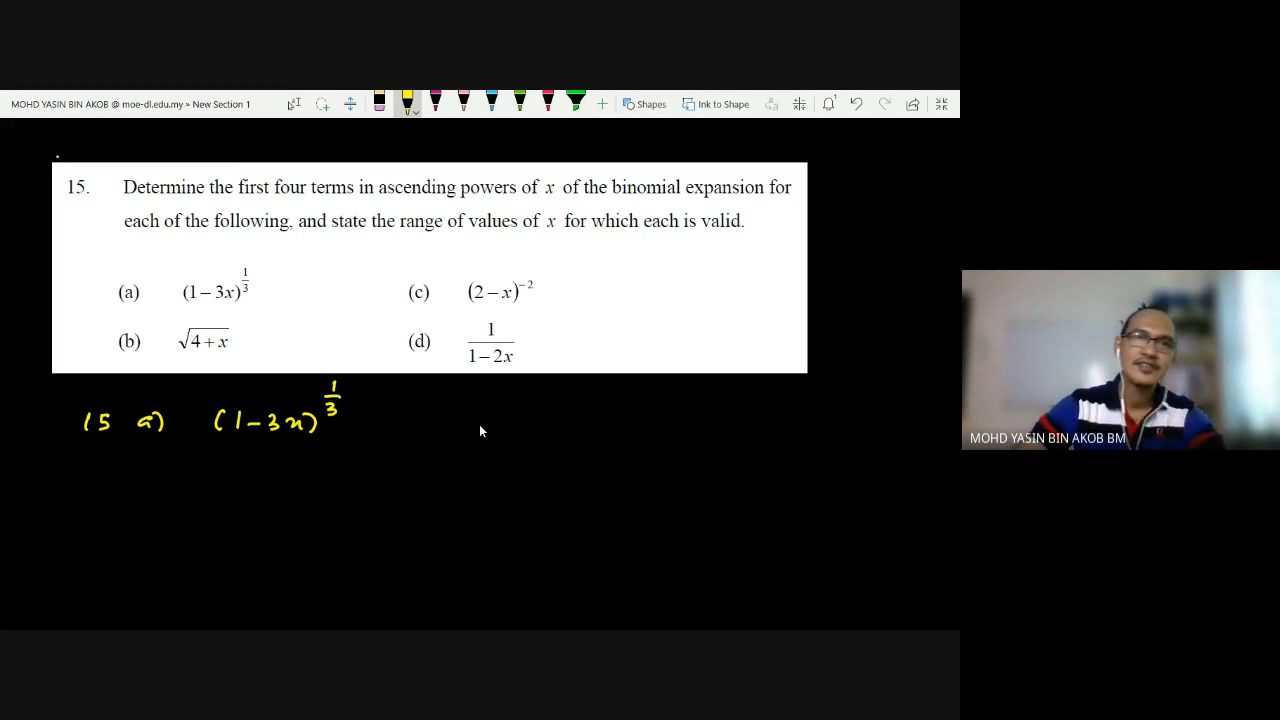 MOHD YASIN BIN AKOB @ moe-dl.edu.my » New Section 1
Shapes
Ink to Shape
15. Determine the first four terms in ascending powers of x of the binomial expansion for
each of the following, and state the range of values of x for which each is valid.
(a) (1 − 3x)^(1/3) (c) (2 − x)^−2
(b) √(4 + x) (d) 1/(1 − 2x)
15 a) (1 − 3x)^(1/3)
MOHD YASIN BIN AKOB BM